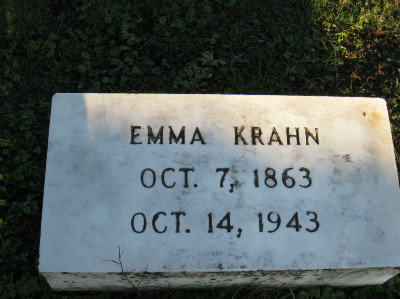 EMMA KRAHN
OCT. 7, 1863
OCT. 14, 1943